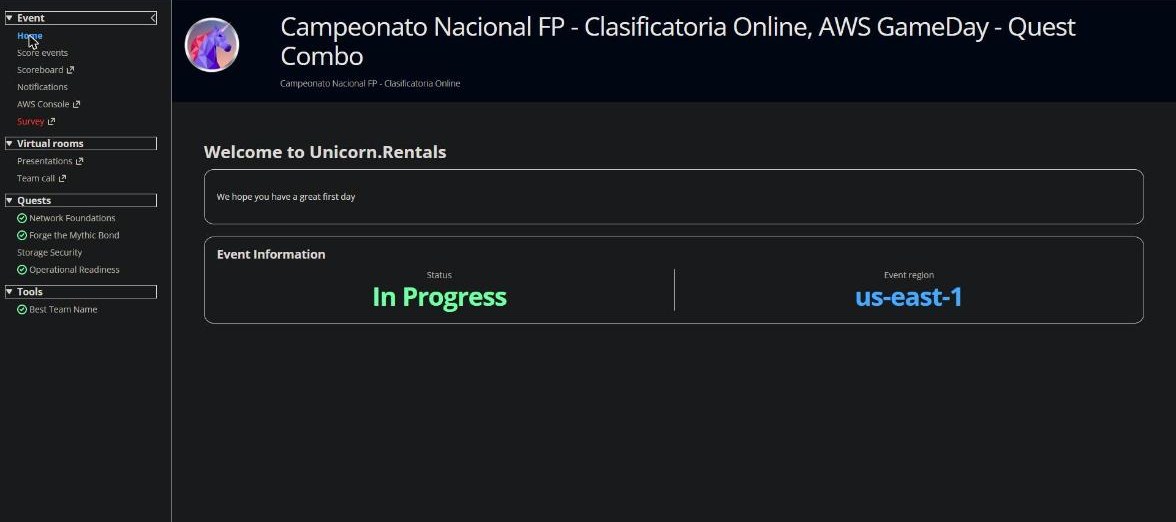 Event
Home
Score events
Scoreboard
Notifications
AWS Console
Survey
Virtual rooms
Presentations
Team call
Quests
Network Foundations
Forge the Mythic Bond
Storage Security
Operational Readiness
Tools
Best Team Name
Campeonato Nacional FP - Clasificatoria Online, AWS GameDay - Quest
Combo
Campeonato Nacional FP - Clasificatoria Online
Welcome to Unicorn.Rentals
We hope you have a great first day
Event Information
Status
In Progress
Event region
us-east-1